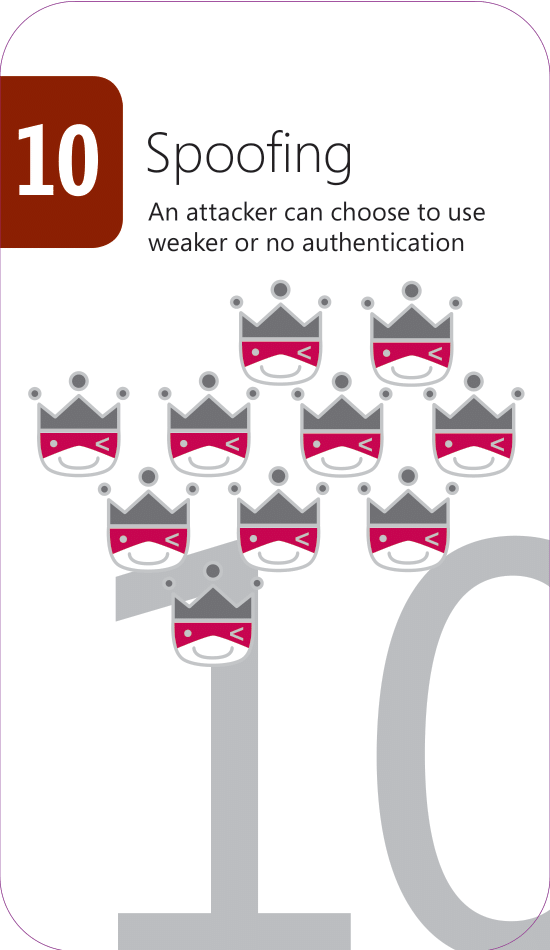 10
Spoofing
An attacker can choose to use
weaker or no authentication
10